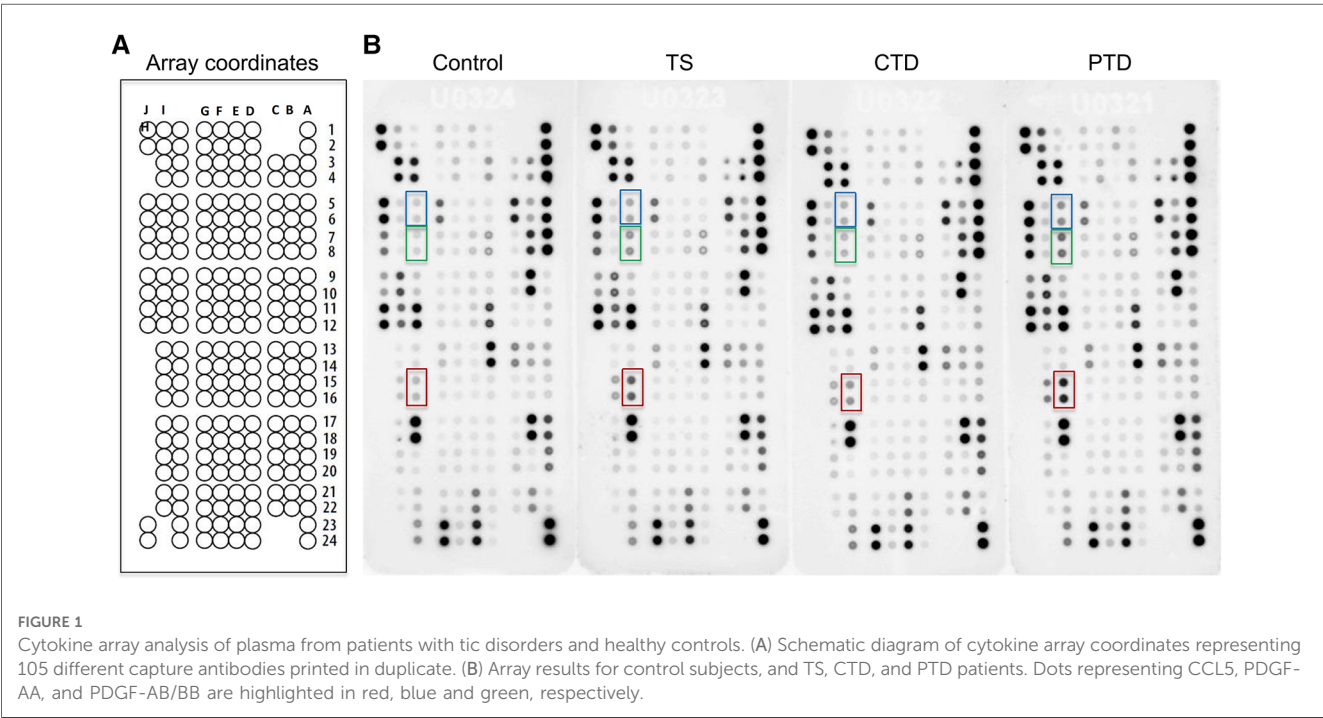 A
B
Array coordinates
Control
TS
CTD
PTD
J I G F E D C B A
H
U0324
U0323
U0322
U0321
1
2
3
4
5
6
7
8
9
10
11
12
13
14
15
16
17
18
19
20
21
22
23
24
FIGURE 1
Cytokine array analysis of plasma from patients with tic disorders and healthy controls. (A) Schematic diagram of cytokine array coordinates representing
105 different capture antibodies printed in duplicate. (B) Array results for control subjects, and TS, CTD, and PTD patients. Dots representing CCL5, PDGF-
AA, and PDGF-AB/BB are highlighted in red, blue and green, respectively.